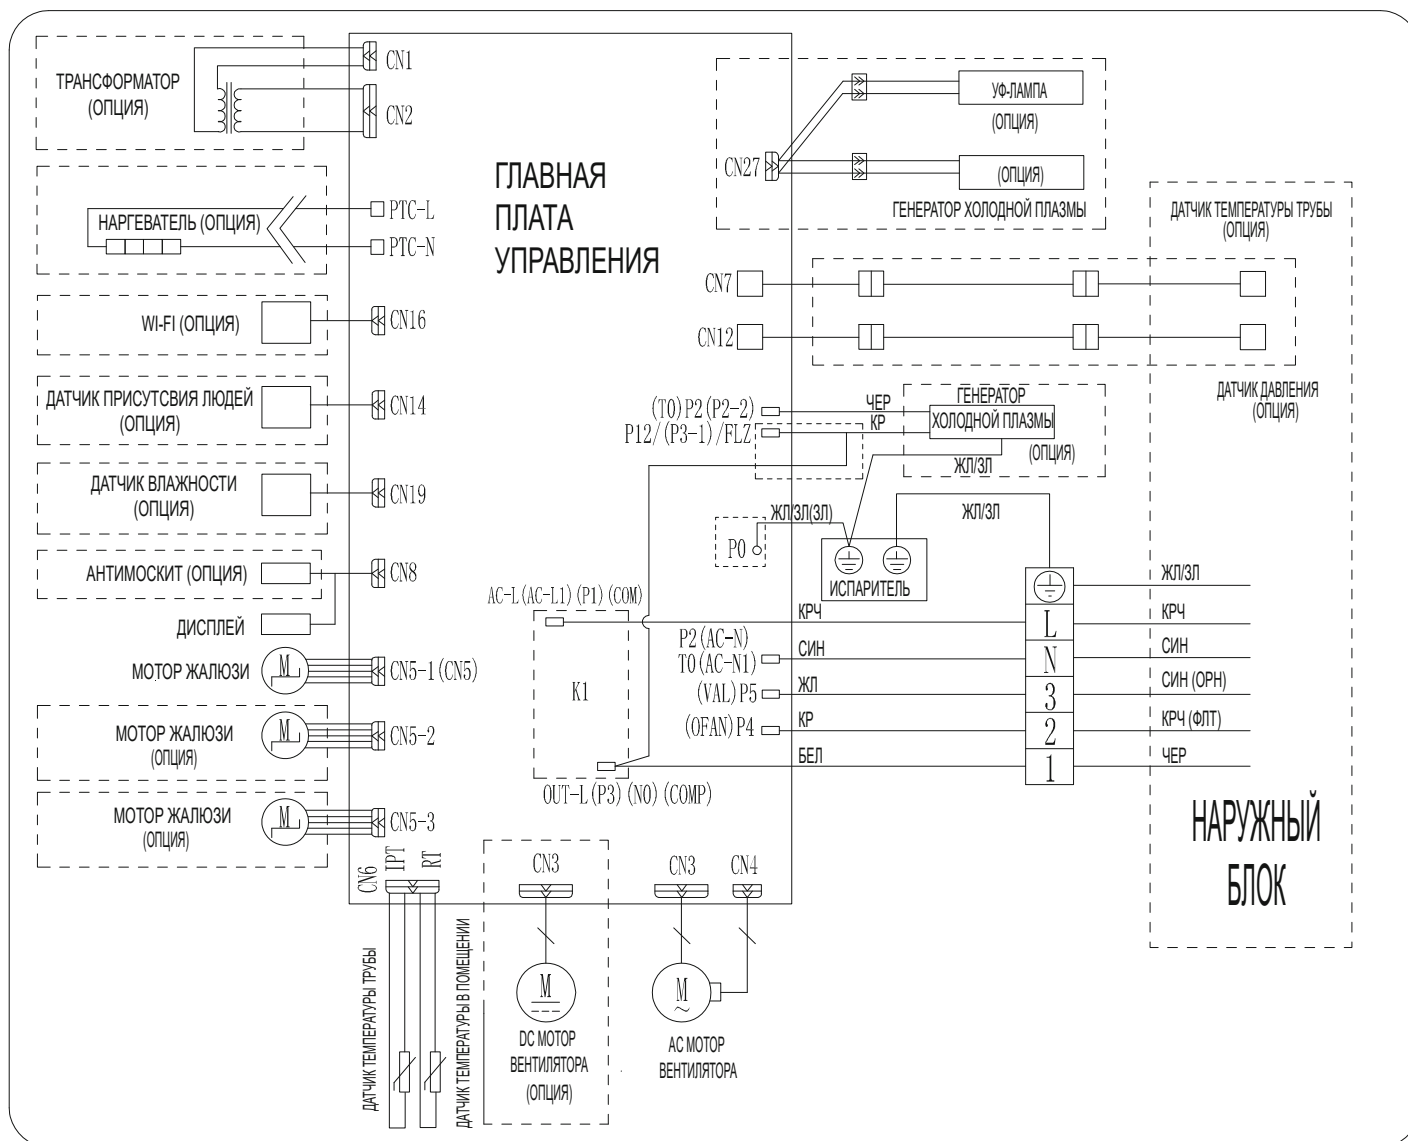 ТРАНСФОРМАТОР
(ОПЦИЯ)
CN1
CN2
НАРГЕВАТЕЛЬ (ОПЦИЯ)
PTC-L
PTC-N
WI-FI (ОПЦИЯ)
CN16
ДАТЧИК ПРИСУТСВИЯ ЛЮДЕЙ
(ОПЦИЯ)
CN14
ДАТЧИК ВЛАЖНОСТИ
(ОПЦИЯ)
CN19
АНТИМОСКИТ (ОПЦИЯ)
CN8
ДИСПЛЕЙ
МОТОР ЖАЛЮЗИ
M
CN5-1 (CN5)
МОТОР ЖАЛЮЗИ
(ОПЦИЯ)
M
CN5-2
МОТОР ЖАЛЮЗИ
(ОПЦИЯ)
M
CN5-3
ГЛАВНАЯ
ПЛАТА
УПРАВЛЕНИЯ
CN27
УФ-ЛАМПА
(ОПЦИЯ)
(ОПЦИЯ)
ГЕНЕРАТОР ХОЛОДНОЙ ПЛАЗМЫ
ДАТЧИК ТЕМПЕРАТУРЫ ТРУБЫ
(ОПЦИЯ)
CN7
CN12
ДАТЧИК ДАВЛЕНИЯ
(ОПЦИЯ)
(T0) P2 (P2-2)
ЧЕР
P12/(P3-1)/FLZ
КР
ГЕНЕРАТОР
ХОЛОДНОЙ ПЛАЗМЫ
(ОПЦИЯ)
ЖЛ/ЗЛ
ЖЛ/ЗЛ(ЗЛ)
P0
ЖЛ/ЗЛ
ИСПАРИТЕЛЬ
AC-L (AC-L1) (P1) (COM)
КРЧ
P2 (AC-N)
T0 (AC-N1)
СИН
K1
(VAL) P5
ЖЛ
(OFAN) P4
КР
БЕЛ
OUT-L (P3) (NO) (COMP)
L
N
3
2
1
ЖЛ/ЗЛ
КРЧ
СИН
СИН (ОРН)
КРЧ (ФЛТ)
ЧЕР
НАРУЖНЫЙ
БЛОК
CN6
IPT
RT
ДАТЧИК ТЕМПЕРАТУРЫ ТРУБЫ
ДАТЧИК ТЕМПЕРАТУРЫ В ПОМЕЩЕНИИ
CN3
M
DC МОТОР
ВЕНТИЛЯТОРА
(ОПЦИЯ)
CN3
CN4
M
~
AC МОТОР
ВЕНТИЛЯТОРА